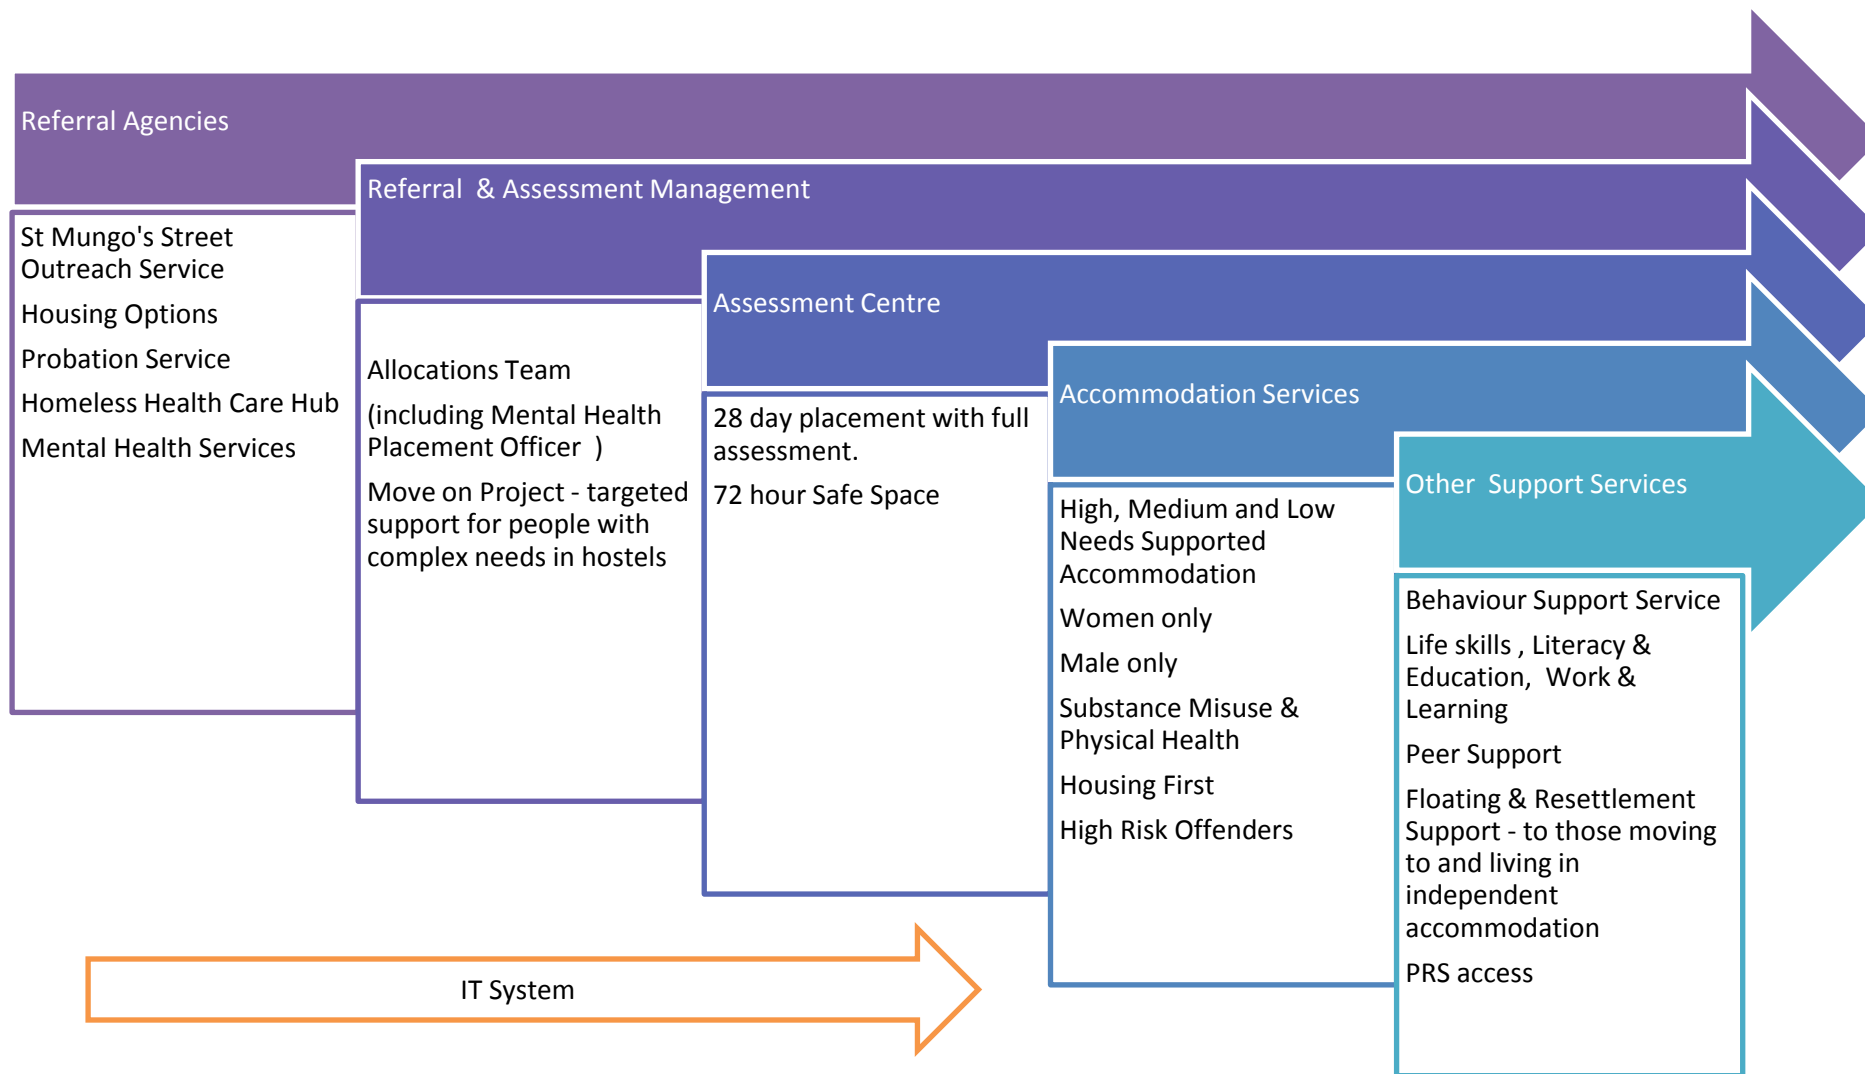 Referral Agencies
St Mungo's Street
Outreach Service
Housing Options
Probation Service
Homeless Health Care Hub
Mental Health Services
Referral & Assessment Management
Allocations Team
(including Mental Health
Placement Officer )
Move on Project - targeted
support for people with
complex needs in hostels
Assessment Centre
28 day placement with full
assessment.
72 hour Safe Space
Accommodation Services
High, Medium and Low
Needs Supported
Accommodation
Women only
Male only
Substance Misuse &
Physical Health
Housing First
High Risk Offenders
Other Support Services
Behaviour Support Service
Life skills , Literacy &
Education, Work &
Learning
Peer Support
Floating & Resettlement
Support - to those moving
to and living in
independent
accommodation
PRS access
IT System